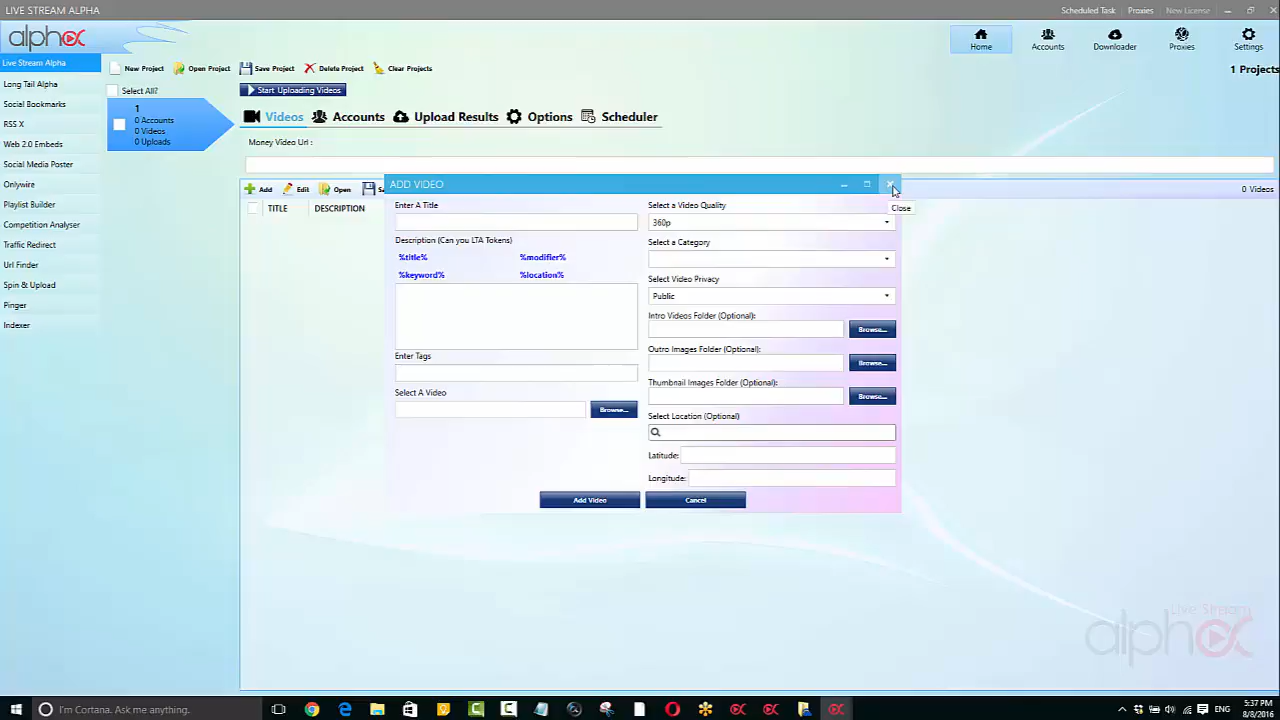 LIVE STREAM ALPHA
Scheduled Task Proxies New License
alpha
Home Accounts Downloader Proxies Settings
Live Stream Alpha
New Project Open Project Save Project Delete Project Clear Projects
1 Projects
Long Tail Alpha
Social Bookmarks
RSS X
Web 2.0 Embeds
Social Media Poster
Onlywire
Playlist Builder
Competition Analyser
Traffic Redirect
Url Finder
Spin & Upload
Pinger
Indexer
Select All?
1
0 Accounts
0 Videos
0 Uploads
Start Uploading Videos
Videos Accounts Upload Results Options Scheduler
Money Video Url :
Add Edit Open
0 Videos
TITLE DESCRIPTION
ADD VIDEO
Close
Enter A Title
Description (Can you LTA Tokens)
%title% %modifier%
%keyword% %location%
Enter Tags
Select A Video
Browse...
Select a Video Quality
360p
Select a Category
Select Video Privacy
Public
Intro Videos Folder (Optional):
Browse...
Outro Images Folder (Optional):
Browse...
Thumbnail Images Folder (Optional):
Browse...
Select Location (Optional)
Latitude:
Longitude:
Add Video Cancel
Live Stream
alpha
I'm Cortana. Ask me anything.
ENG
5:37 PM
8/8/2016